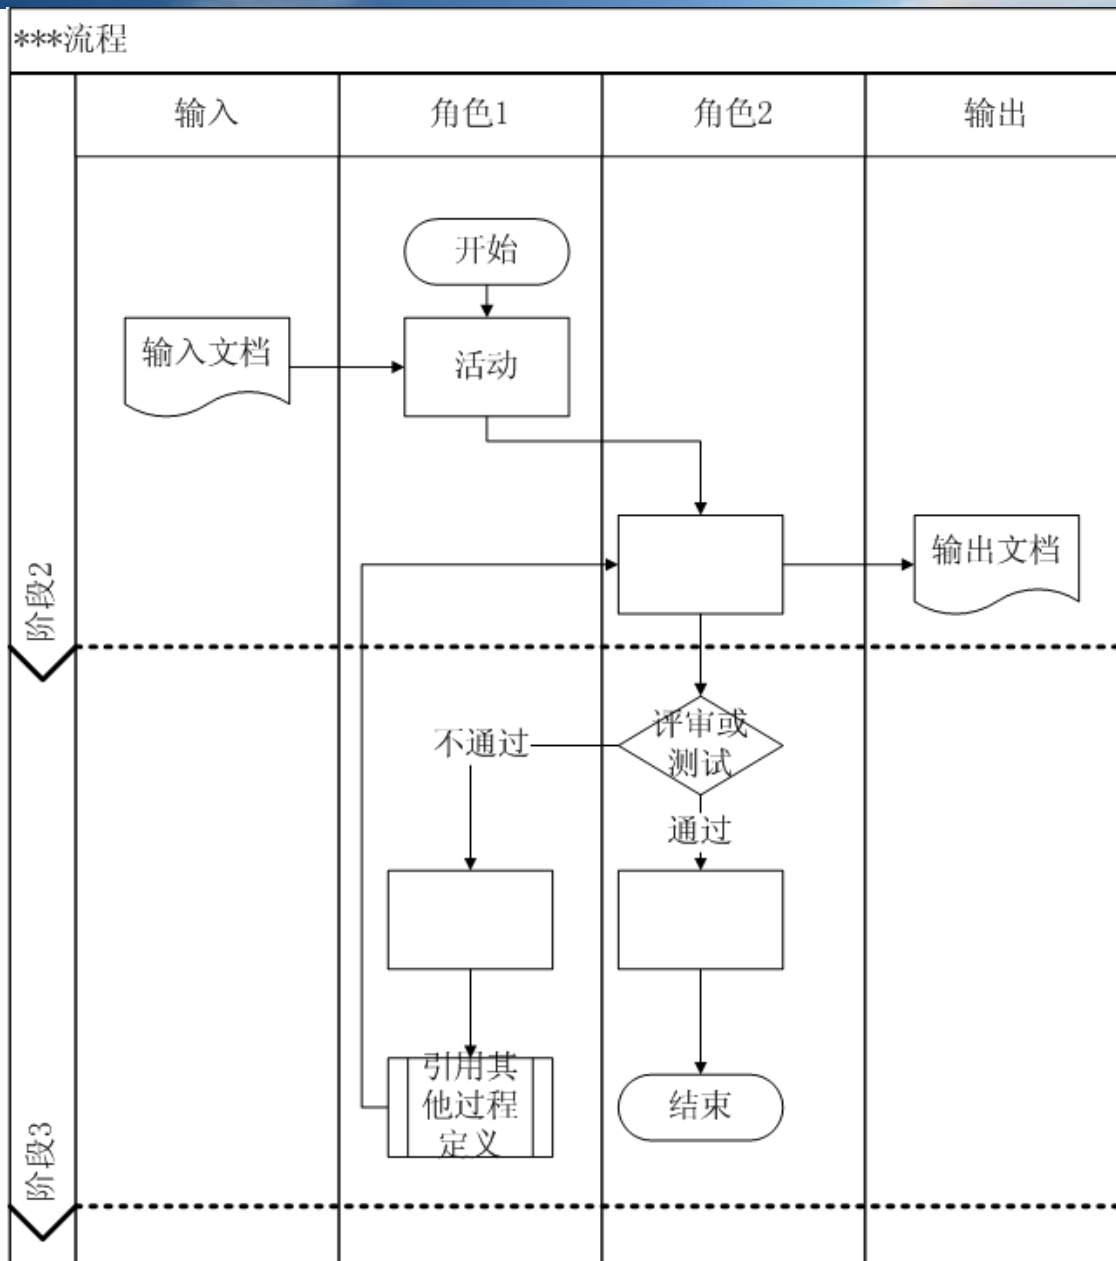 ***流程
输入
角色1
角色2
输出
开始
输入文档
活动
输出文档
阶段2
评审或
测试
不通过
通过
引用其
他过程
定义
结束
阶段3